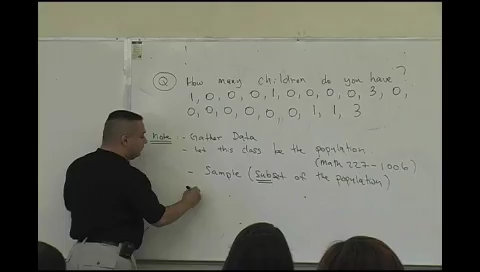 Q How many children do you have?
1, 0, 0, 0, 1, 0, 0, 0, 0, 3, 0,
0, 0, 0, 0, 0, 0, 1, 1, 3
Note: - Gather Data
- Let this class be the population
(Math 227-1006)
- Sample (subset of the population)